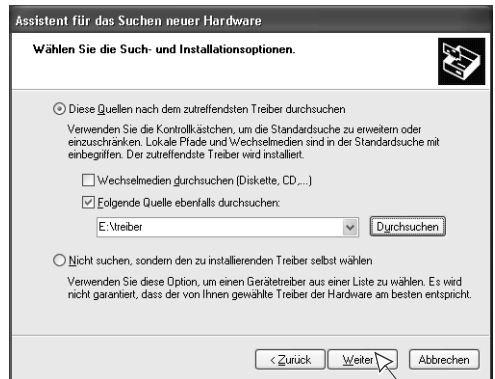 Assistent für das Suchen neuer Hardware
Wählen Sie die Such- und Installationsoptionen.
Diese Quellen nach dem zutreffendsten Treiber durchsuchen
Verwenden Sie die Kontrollkästchen, um die Standardsuche zu erweitern oder
einzuschränken. Lokale Pfade und Wechselmedien sind in der Standardsuche mit
einbegriffen. Der zutreffendste Treiber wird installiert.
Wechselmedien durchsuchen (Diskette, CD,...)
Folgende Quelle ebenfalls durchsuchen:
E:\treiber
Durchsuchen
Nicht suchen, sondern den zu installierenden Treiber selbst wählen
Verwenden Sie diese Option, um einen Gerätetreiber aus einer Liste zu wählen. Es wird
nicht garantiert, dass der von Ihnen gewählte Treiber der Hardware am besten entspricht.
< Zurück
Weiter >
Abbrechen